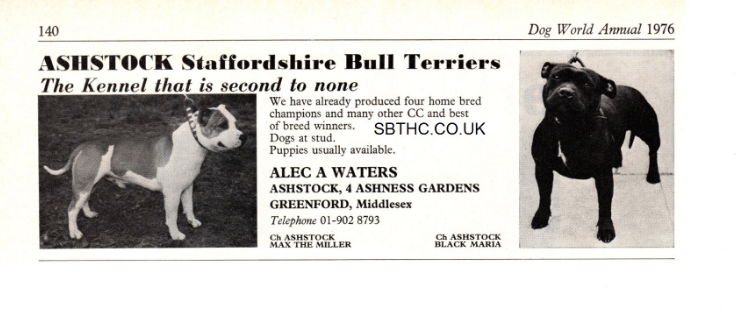 140
Dog World Annual 1976
ASHSTOCK Staffordshire Bull Terriers
The Kennel that is second to none
We have already produced four home bred
champions and many other CC and best
of breed winners.
SBTHC.CO.UK
Dogs at stud.
Puppies usually available.
ALEC A WATERS
ASHSTOCK, 4 ASHNESS GARDENS
GREENFORD, Middlesex
Telephone 01-902 8793
Ch ASHSTOCK
MAX THE MILLER
Ch ASHSTOCK
BLACK MARIA